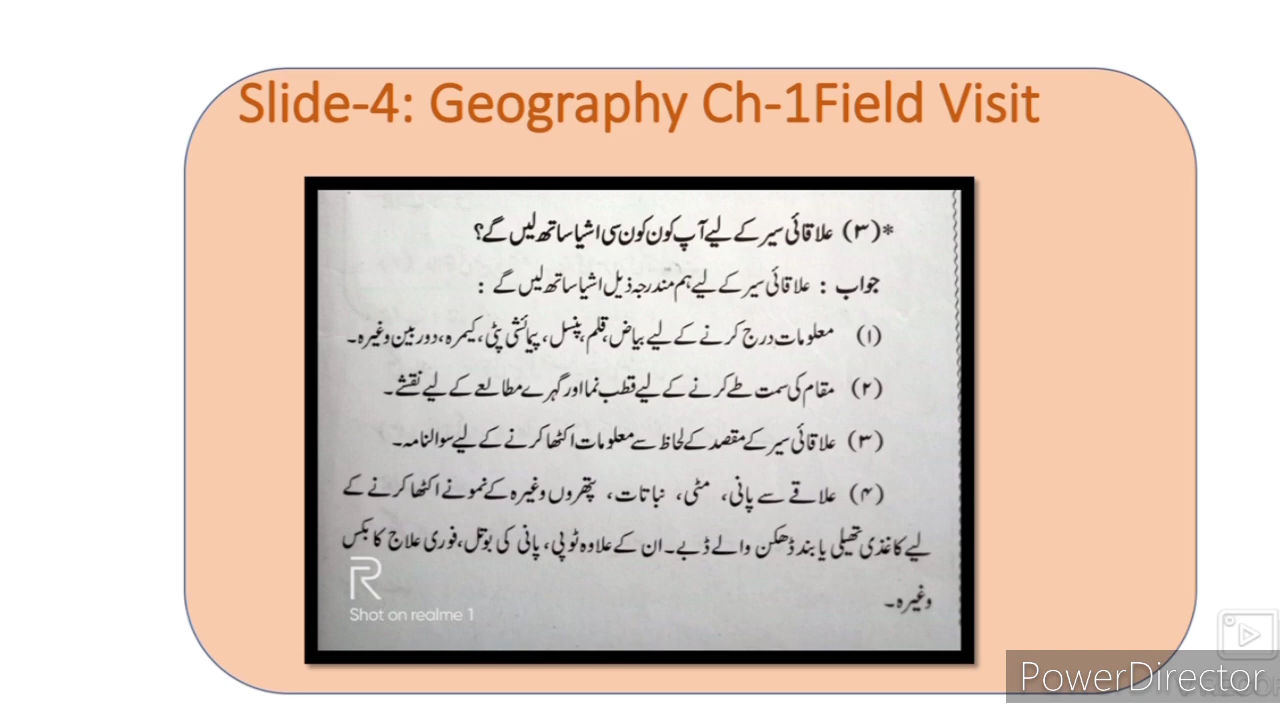 Slide-4: Geography Ch-1Field Visit
*(۳) علاقائی سیر کے لیے آپ کون کون سی اشیا ساتھ لیں گے؟
جواب : علاقائی سیر کے لیے ہم مندرجہ ذیل اشیا ساتھ لیں گے :
(۱) معلومات درج کرنے کے لیے بیاض، قلم، پنسل، پیمائشی پٹی، کیمرہ، دوربین وغیرہ۔
(۲) مقام کی سمت طے کرنے کے لیے قطب نما اور گہرے مطالعے کے لیے نقشے۔
(۳) علاقائی سیر کے مقصد کے لحاظ سے معلومات اکٹھا کرنے کے لیے سوالنامہ۔
(۴) علاقے سے پانی، مٹی، نباتات، پتھروں وغیرہ کے نمونے اکٹھا کرنے کے
لیے کاغذی تھیلی یا بند ڈھکن والے ڈبے۔ ان کے علاوہ ٹوپی، پانی کی بوتل، فوری علاج کا بکس
وغیرہ۔
R
Shot on realme 1
PowerDirector